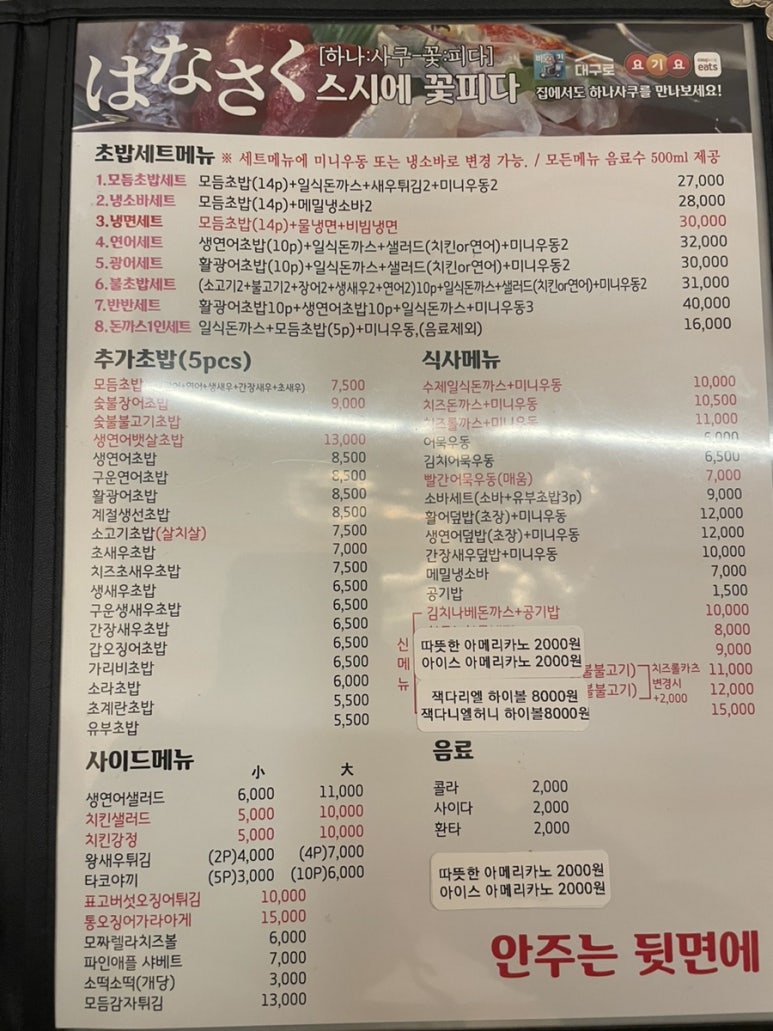 はなさく
[하나:사쿠-꽃:피다]
스시에 꽃피다
대구로
요기요
eats
집에서도 하나사쿠를 만나보세요!
초밥세트메뉴 ※ 세트메뉴에 미니우동 또는 냉소바로 변경 가능. / 모든메뉴 음료수 500ml 제공
1.모듬초밥세트 모듬초밥(14p)+일식돈까스+새우튀김2+미니우동2 27,000
2.냉소바세트 모듬초밥(14p)+메밀냉소바2 28,000
3.냉면세트 모듬초밥(14p)+물냉면+비빔냉면 30,000
4.연어세트 생연어초밥(10p)+일식돈까스+샐러드(치킨or연어)+미니우동2 32,000
5.광어세트 활광어초밥(10p)+일식돈까스+샐러드(치킨or연어)+미니우동2 30,000
6.불초밥세트 (소고기2+불고기2+장어2+생새우2+연어2)10p+일식돈까스+샐러드(치킨or연어)+미니우동2 31,000
7.반반세트 활광어초밥10p+생연어초밥10p+일식돈까스+미니우동3 40,000
8.돈까스1인세트 일식돈까스+모듬초밥(5p)+미니우동,(음료제외) 16,000
추가초밥(5pcs)
모듬초밥 +연어+생새우+간장새우+초새우) 7,500
숯불장어초밥 9,000
숯불불고기초밥
생연어뱃살초밥 13,000
생연어초밥 8,500
구운연어초밥 8,500
활광어초밥 8,500
계절생선초밥 8,500
소고기초밥(살치살) 7,500
초새우초밥 7,000
치즈초새우초밥 7,500
생새우초밥 6,500
구운생새우초밥 6,500
간장새우초밥 6,500
갑오징어초밥 6,500
가리비초밥 6,500
소라초밥 6,000
초계란초밥 5,500
유부초밥 5,500
식사메뉴
수제일식돈까스+미니우동 10,000
치즈돈까스+미니우동 10,500
치즈롤까스+미니우동 11,000
어묵우동 6,000
김치어묵우동 6,500
빨간어묵우동(매움) 7,000
소바세트(소바+유부초밥3p) 9,000
활어덮밥(초장)+미니우동 12,000
생연어덮밥(초장)+미니우동 12,000
간장새우덮밥+미니우동 10,000
메밀냉소바 7,000
공기밥 1,500
신메뉴
김치나베돈까스+공기밥 10,000
8,000
9,000
불불고기) 11,000
불불고기) 12,000
치즈롤카츠
변경시
+2,000
15,000
따뜻한 아메리카노 2000원
아이스 아메리카노 2000원
잭다리엘 하이볼 8000원
잭다니엘허니 하이볼8000원
사이드메뉴
小 大
생연어샐러드 6,000 11,000
치킨샐러드 5,000 10,000
치킨강정 5,000 10,000
왕새우튀김 (2P)4,000 (4P)7,000
타코야끼 (5P)3,000 (10P)6,000
표고버섯오징어튀김 10,000
통오징어가라아게 15,000
모짜렐라치즈볼 6,000
파인애플 샤베트 7,000
소떡소떡(개당) 3,000
모듬감자튀김 13,000
음료
콜라 2,000
사이다 2,000
환타 2,000
따뜻한 아메리카노 2000원
아이스 아메리카노 2000원
안주는 뒷면에